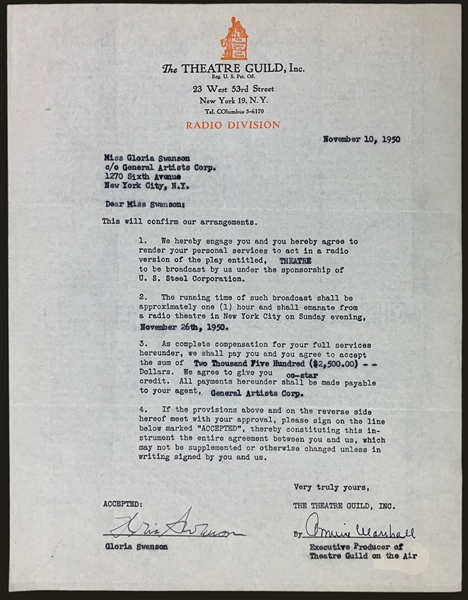 The THEATRE GUILD, Inc.
Reg. U. S. Pat. Off.
23 West 53rd Street
New York 19, N. Y.
Tel. COlumbus 5-6170
RADIO DIVISION
November 10, 1950
Miss Gloria Swanson
c/o General Artists Corp.
1270 Sixth Avenue
New York City, N.Y.
Dear Miss Swanson:
This will confirm our arrangements.
1. We hereby engage you and you hereby agree to
render your personal services to act in a radio
version of the play entitled, THEATRE
to be broadcast by us under the sponsorship of
U. S. Steel Corporation.
2. The running time of such broadcast shall be
approximately one (1) hour and shall emanate from
a radio theatre in New York City on Sunday evening,
November 26th, 1950.
3. As complete compensation for your full services
hereunder, we shall pay you and you agree to accept
the sum of Two Thousand Five Hundred ($2,500.00) - -
Dollars. We agree to give you co-star
credit. All payments hereunder shall be made payable
to your agent, General Artists Corp.
4. If the provisions above and on the reverse side
hereof meet with your approval, please sign on the line
below marked "ACCEPTED", thereby constituting this in-
strument the entire agreement between you and us, which
may not be supplemented or otherwise changed unless in
writing signed by you and us.
Very truly yours,
ACCEPTED:
THE THEATRE GUILD, INC.
Gloria Swanson
By Armina Marshall
Gloria Swanson
Executive Producer of
Theatre Guild on the Air